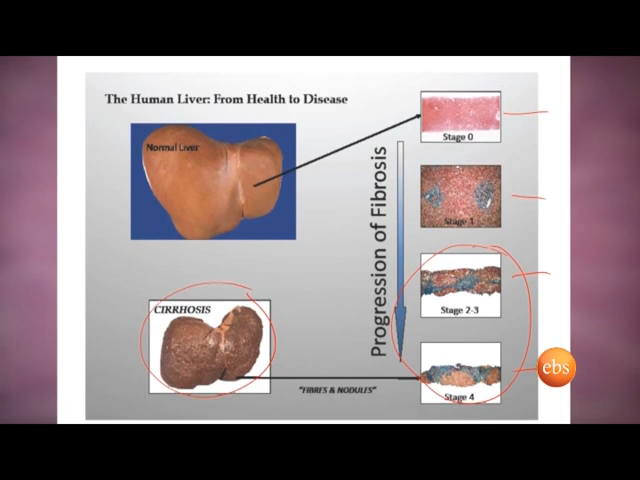 The Human Liver: From Health to Disease
Normal Liver
Stage 0
Stage 1
Progression of Fibrosis
Stage 2-3
CIRRHOSIS
Stage 4
"FIBRES & NODULES"
ebs